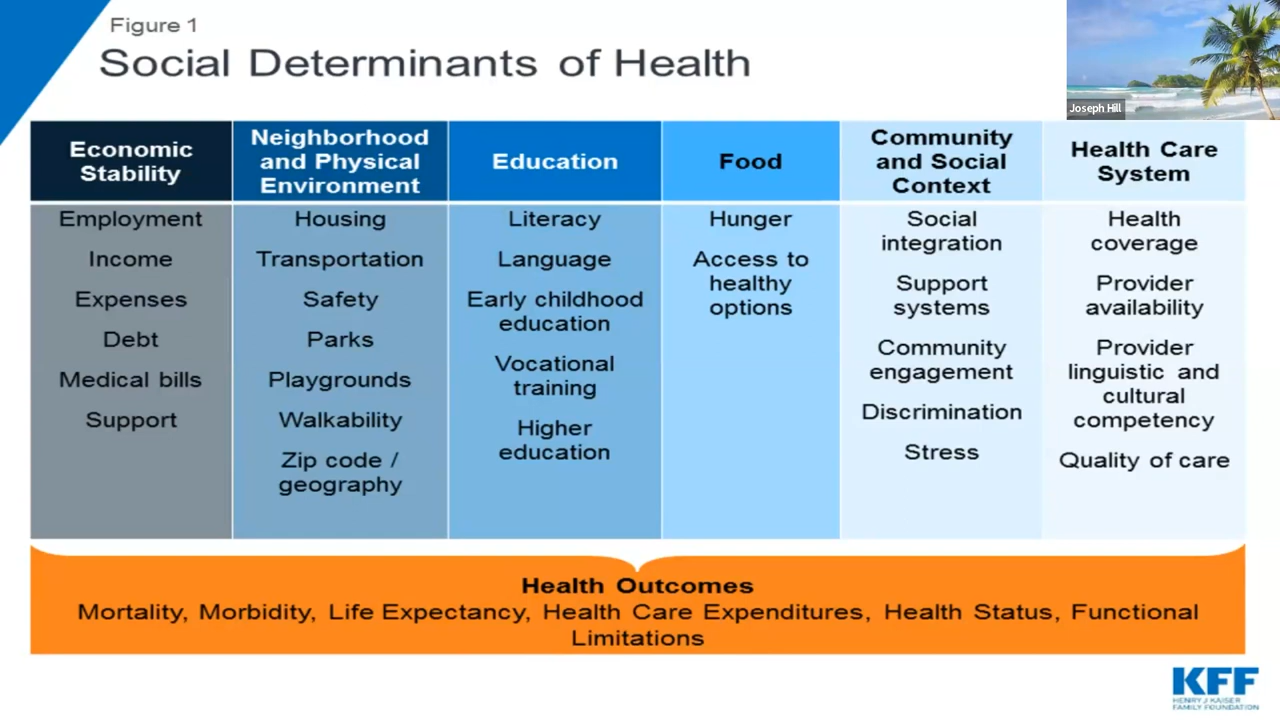 Figure 1
Social Determinants of Health
Joseph Hill
Economic
Stability
Employment
Income
Expenses
Debt
Medical bills
Support
Neighborhood
and Physical
Environment
Housing
Transportation
Safety
Parks
Playgrounds
Walkability
Zip code /
geography
Education
Literacy
Language
Early childhood
education
Vocational
training
Higher
education
Food
Hunger
Access to
healthy
options
Community
and Social
Context
Social
integration
Support
systems
Community
engagement
Discrimination
Stress
Health Care
System
Health
coverage
Provider
availability
Provider
linguistic and
cultural
competency
Quality of care
Health Outcomes
Mortality, Morbidity, Life Expectancy, Health Care Expenditures, Health Status, Functional
Limitations
KFF
HENRY J KAISER
FAMILY FOUNDATION